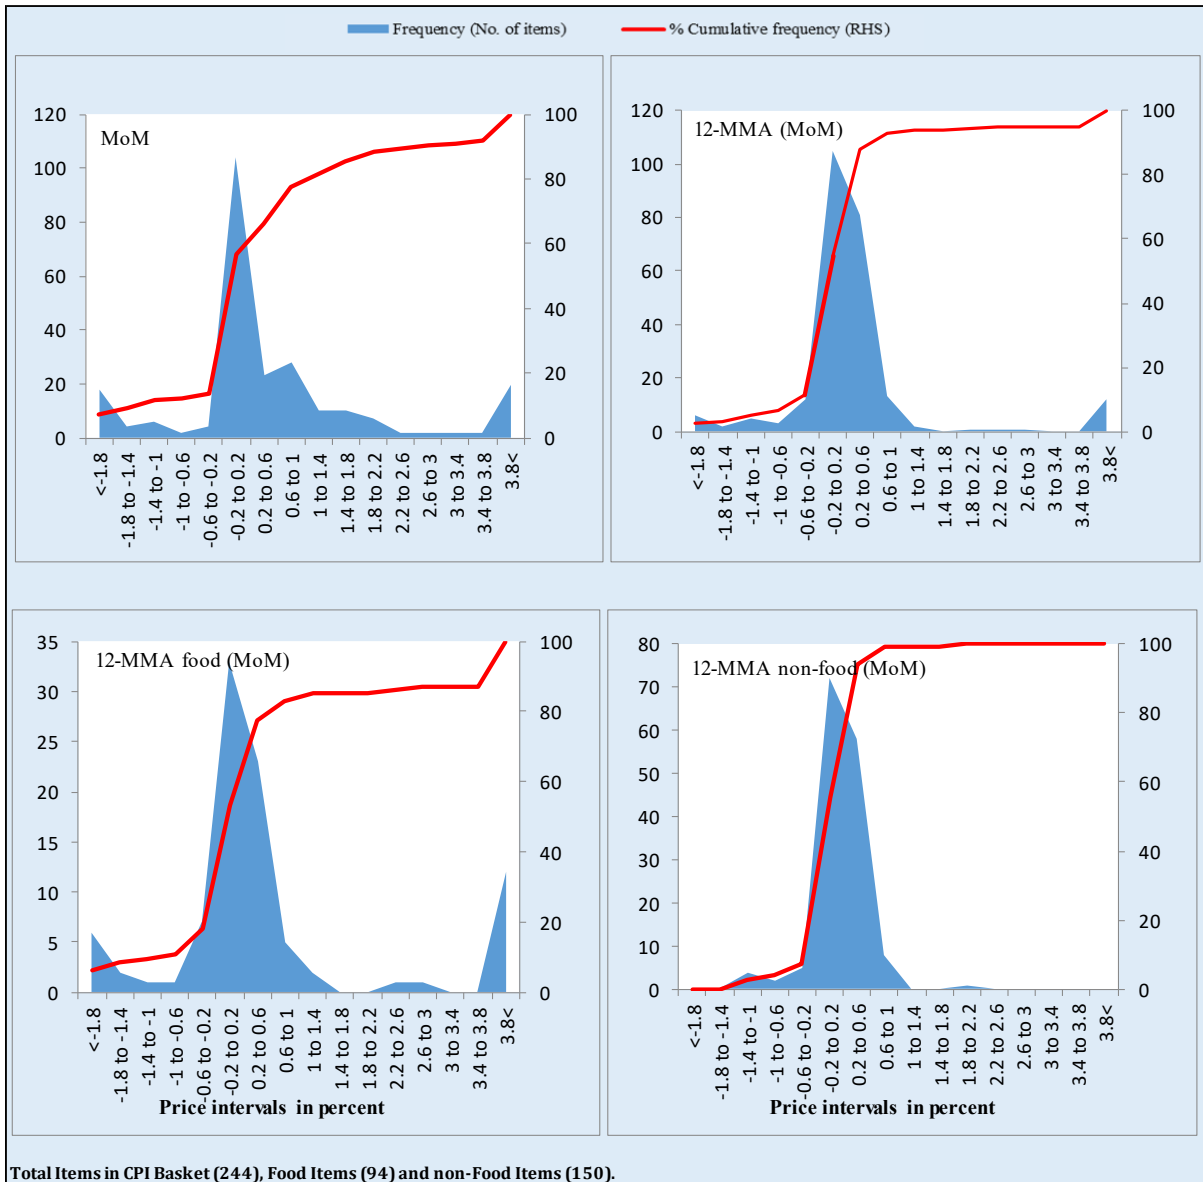 Frequency (No. of items) % Cumulative frequency (RHS)
MoM
120
100
80
60
40
20
0
100
80
60
40
20
0
<-1.8
-1.8 to -1.4
-1.4 to -1
-1 to -0.6
-0.6 to -0.2
-0.2 to 0.2
0.2 to 0.6
0.6 to 1
1 to 1.4
1.4 to 1.8
1.8 to 2.2
2.2 to 2.6
2.6 to 3
3 to 3.4
3.4 to 3.8
3.8<
12-MMA (MoM)
120
100
80
60
40
20
0
100
80
60
40
20
0
<-1.8
-1.8 to -1.4
-1.4 to -1
-1 to -0.6
-0.6 to -0.2
-0.2 to 0.2
0.2 to 0.6
0.6 to 1
1 to 1.4
1.4 to 1.8
1.8 to 2.2
2.2 to 2.6
2.6 to 3
3 to 3.4
3.4 to 3.8
3.8<
12-MMA food (MoM)
35
30
25
20
15
10
5
0
100
80
60
40
20
0
<-1.8
-1.8 to -1.4
-1.4 to -1
-1 to -0.6
-0.6 to -0.2
-0.2 to 0.2
0.2 to 0.6
0.6 to 1
1 to 1.4
1.4 to 1.8
1.8 to 2.2
2.2 to 2.6
2.6 to 3
3 to 3.4
3.4 to 3.8
3.8<
Price intervals in percent
12-MMA non-food (MoM)
80
70
60
50
40
30
20
10
0
100
80
60
40
20
0
<-1.8
-1.8 to -1.4
-1.4 to -1
-1 to -0.6
-0.6 to -0.2
-0.2 to 0.2
0.2 to 0.6
0.6 to 1
1 to 1.4
1.4 to 1.8
1.8 to 2.2
2.2 to 2.6
2.6 to 3
3 to 3.4
3.4 to 3.8
3.8<
Price intervals in percent
Total Items in CPI Basket (244), Food Items (94) and non-Food Items (150).